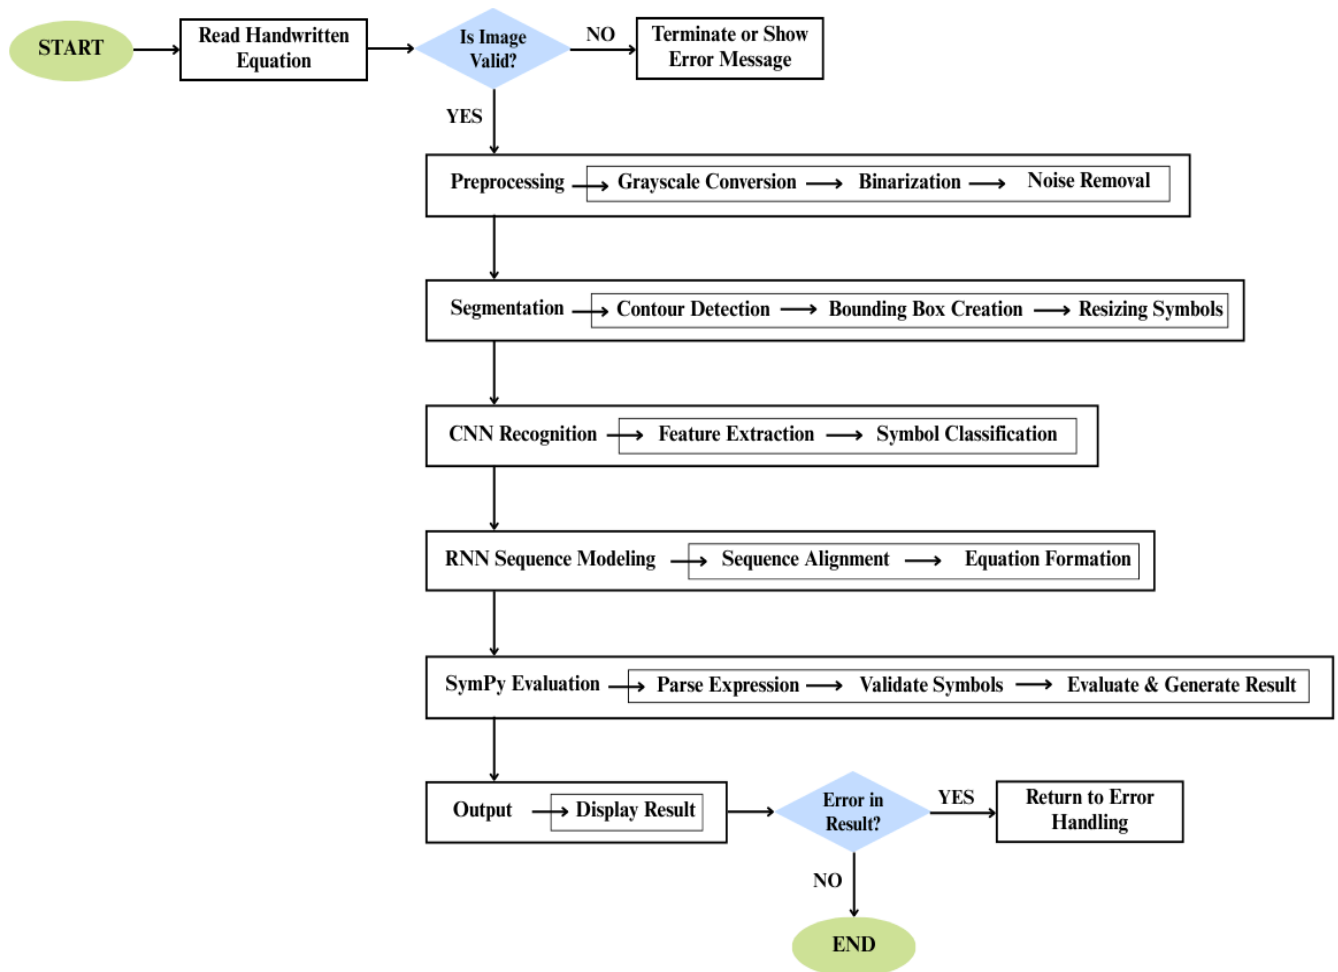 START
Read Handwritten
Equation
Is Image
Valid?
NO
Terminate or Show
Error Message
YES
Preprocessing
Grayscale Conversion
Binarization
Noise Removal
Segmentation
Contour Detection
Bounding Box Creation
Resizing Symbols
CNN Recognition
Feature Extraction
Symbol Classification
RNN Sequence Modeling
Sequence Alignment
Equation Formation
SymPy Evaluation
Parse Expression
Validate Symbols
Evaluate & Generate Result
Output
Display Result
Error in
Result?
YES
Return to Error
Handling
NO
END